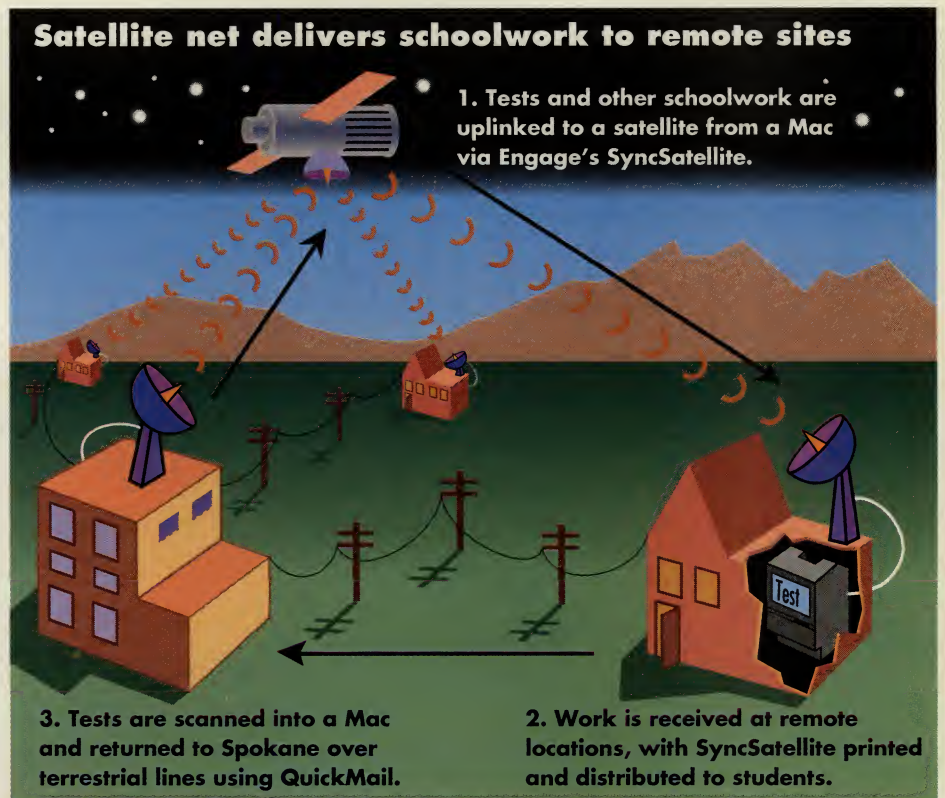 Satellite net delivers schoolwork to remote sites
1. Tests and other schoolwork are
uplinked to a satellite from a Mac
via Engage's SyncSatellite.
Test
3. Tests are scanned into a Mac
and returned to Spokane over
terrestrial lines using QuickMail.
2. Work is received at remote
locations, with SyncSatellite printed
and distributed to students.